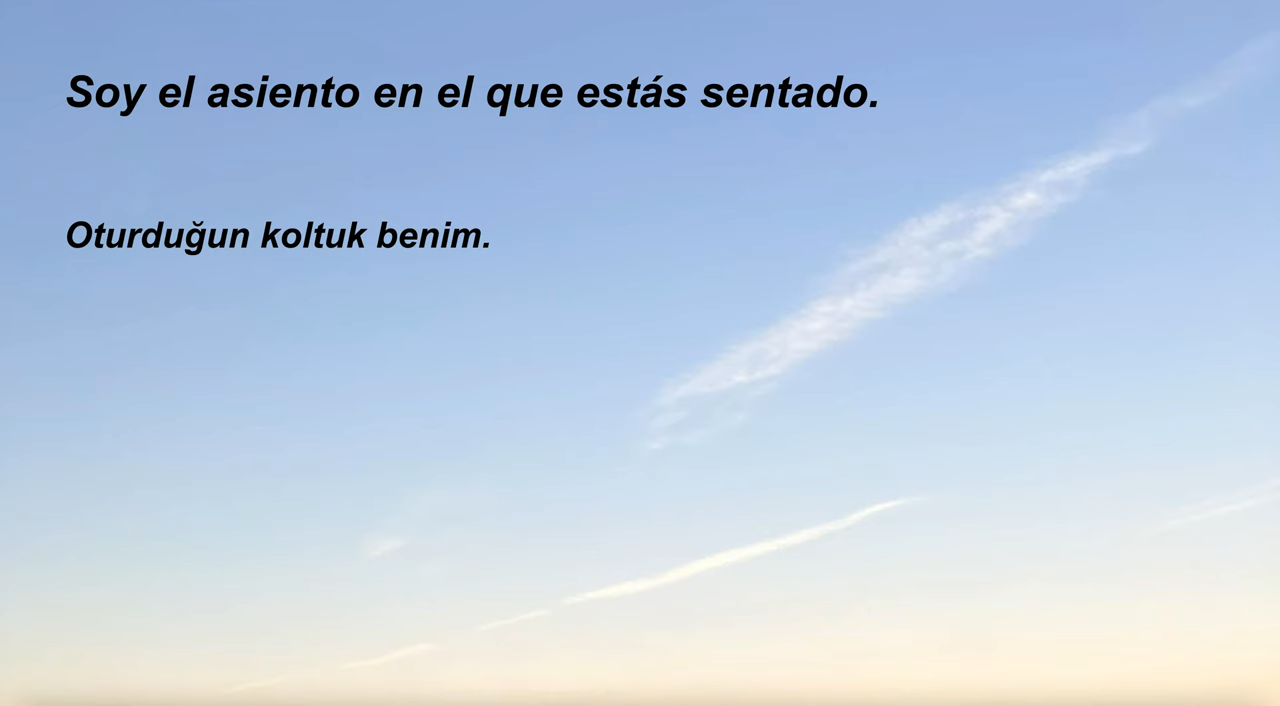 Soy el asiento en el que estás sentado.
Oturduğun koltuk benim.